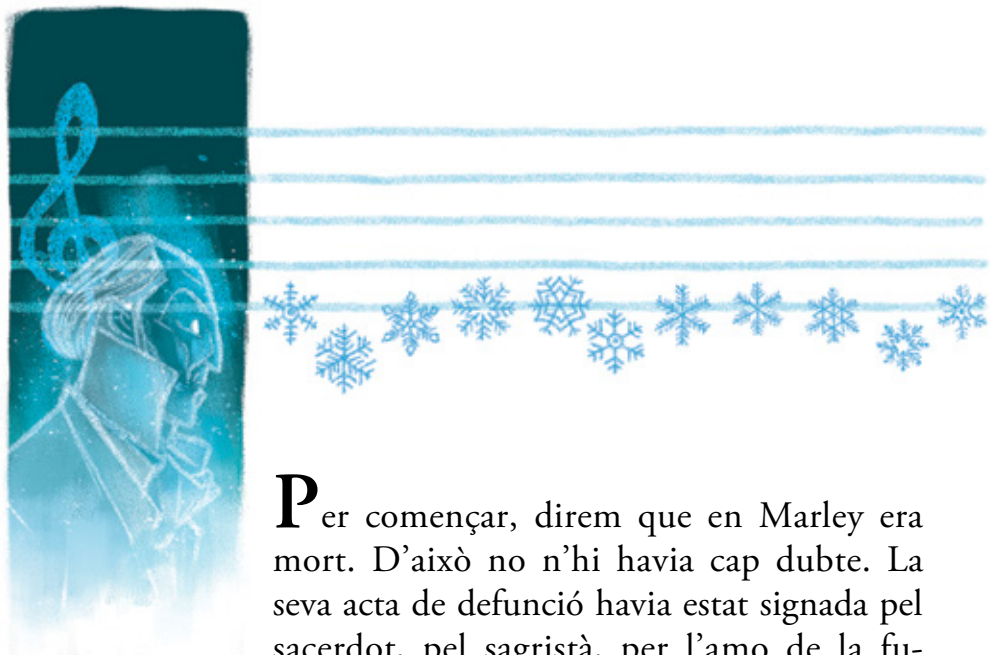 Per començar, direm que en Marley era
mort. D’això no n’hi havia cap dubte. La
seva acta de defunció havia estat signada pel
sacerdot, pel sagristà, per l’amo de la fu-